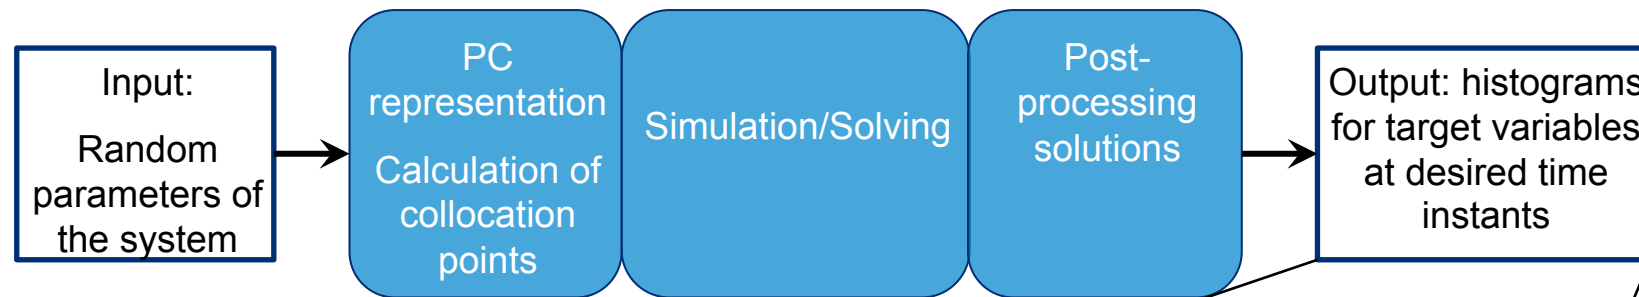 Input:
Random
parameters of
the system
PC
representation
Calculation of
collocation
points
Simulation/Solving
Post-
processing
solutions
Output: histograms
for target variables
at desired time
instants